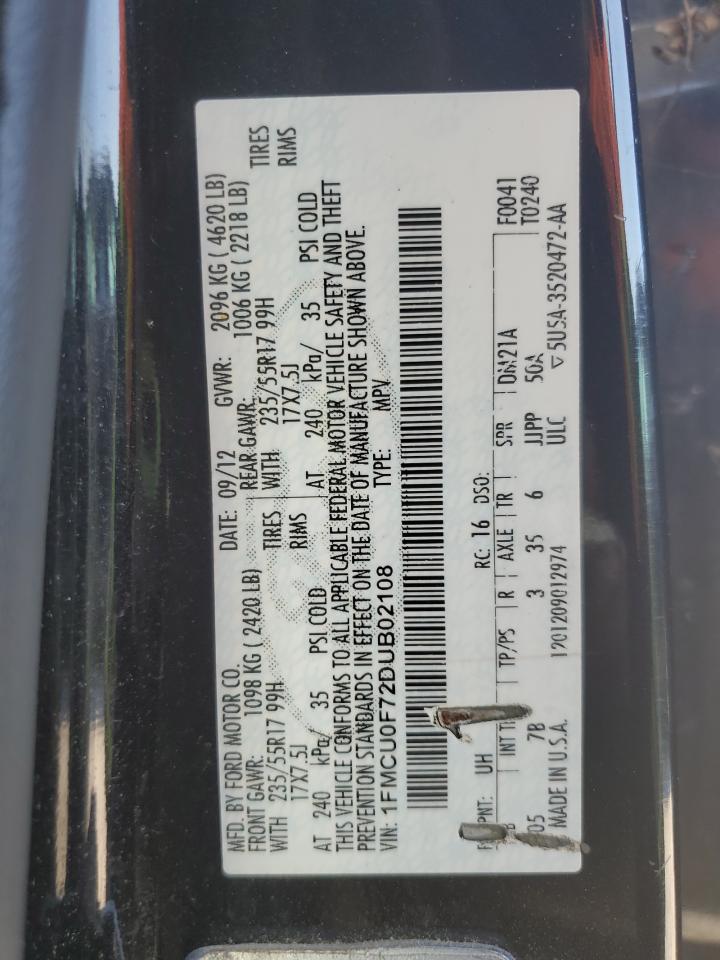 MFD. BY FORD MOTOR CO. DATE: 09/12 GVWR: 2096 KG ( 4620 LB)
FRONT GAWR: 1098 KG ( 2420 LB) REAR GAWR: 1006 KG ( 2218 LB)
WITH 235/55R17 99H TIRES WITH 235/55R17 99H TIRES
17X7.5J RIMS 17X7.5J RIMS
AT 240 kPa/ 35 PSI COLD AT 240 kPa/ 35 PSI COLD
THIS VEHICLE CONFORMS TO ALL APPLICABLE FEDERAL MOTOR VEHICLE SAFETY AND THEFT
PREVENTION STANDARDS IN EFFECT ON THE DATE OF MANUFACTURE SHOWN ABOVE.
VIN: 1FMCU0F72DUB02108 TYPE: MPV
PNT: UH RC: 16 DSO:
INT TP/PS R AXLE TR SPR DM21A F0041
05 7B 3 35 6 JJPP 50A T0240
MADE IN U.S.A. 1201209012974 ULC ▽ 5U5A-3520472-AA